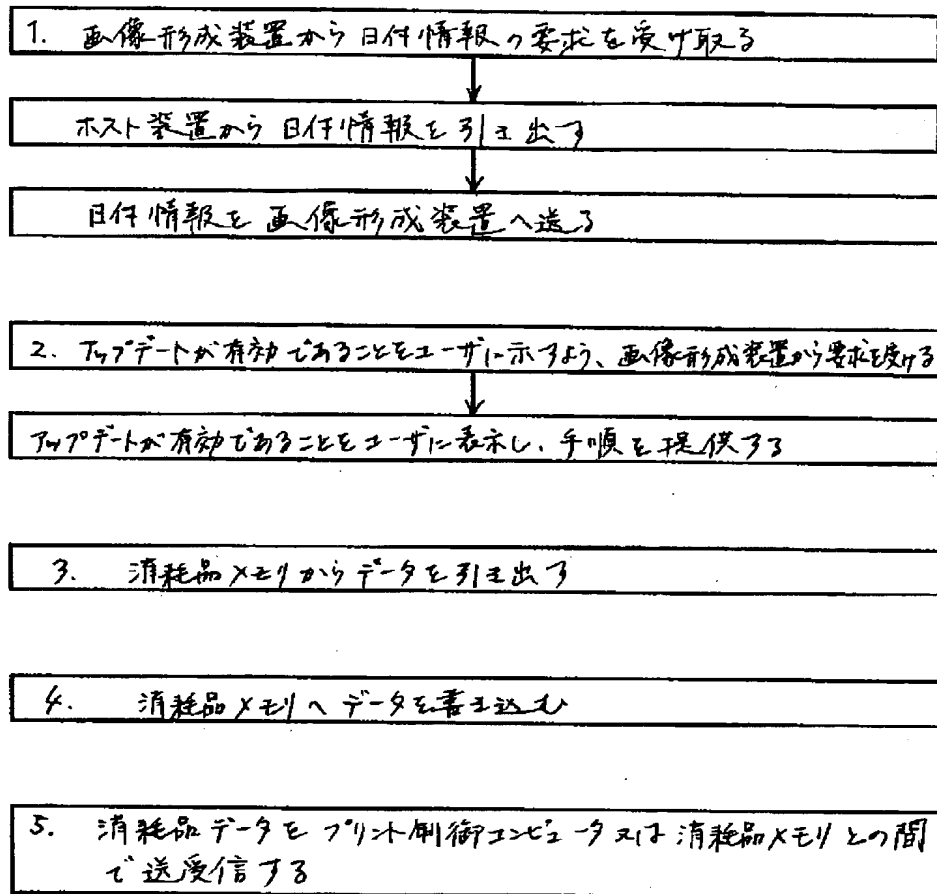 1. 画像形成装置から日付情報の要求を受け取る
ホスト装置から日付情報を引き出す
日付情報を画像形成装置へ送る
2. アップデートが有効であることをユーザに示すよう、画像形成装置から要求を受ける
アップデートが有効であることをユーザに表示し、手順を提供する
3. 消耗品メモリからデータを引き出す
4. 消耗品メモリへデータを書き込む
5. 消耗品データをプリント制御コンピュータ又は消耗品メモリとの間
で送受信する